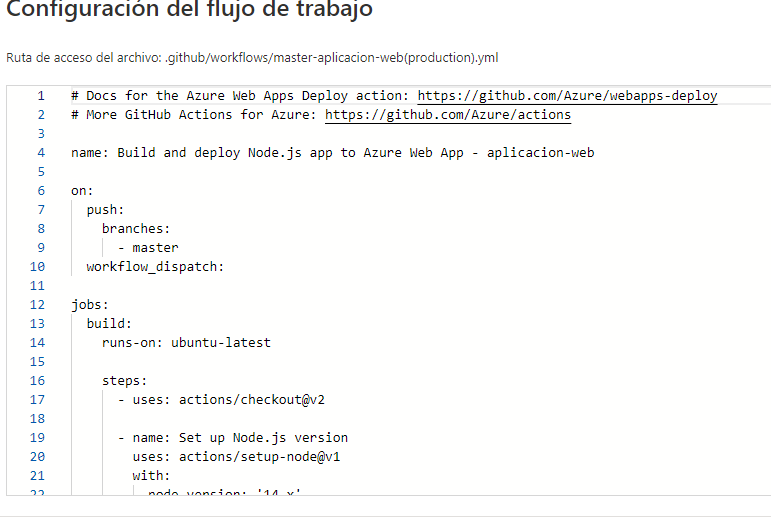 Configuración del flujo de trabajo
Ruta de acceso del archivo: .github/workflows/master-aplicacion-web(production).yml
1 # Docs for the Azure Web Apps Deploy action: https://github.com/Azure/webapps-deploy
2 # More GitHub Actions for Azure: https://github.com/Azure/actions
3
4 name: Build and deploy Node.js app to Azure Web App - aplicacion-web
5
6 on:
7   push:
8     branches:
9       - master
10   workflow_dispatch:
11
12 jobs:
13   build:
14     runs-on: ubuntu-latest
15
16     steps:
17       - uses: actions/checkout@v2
18
19       - name: Set up Node.js version
20         uses: actions/setup-node@v1
21         with:
22           node-version: '14.x'